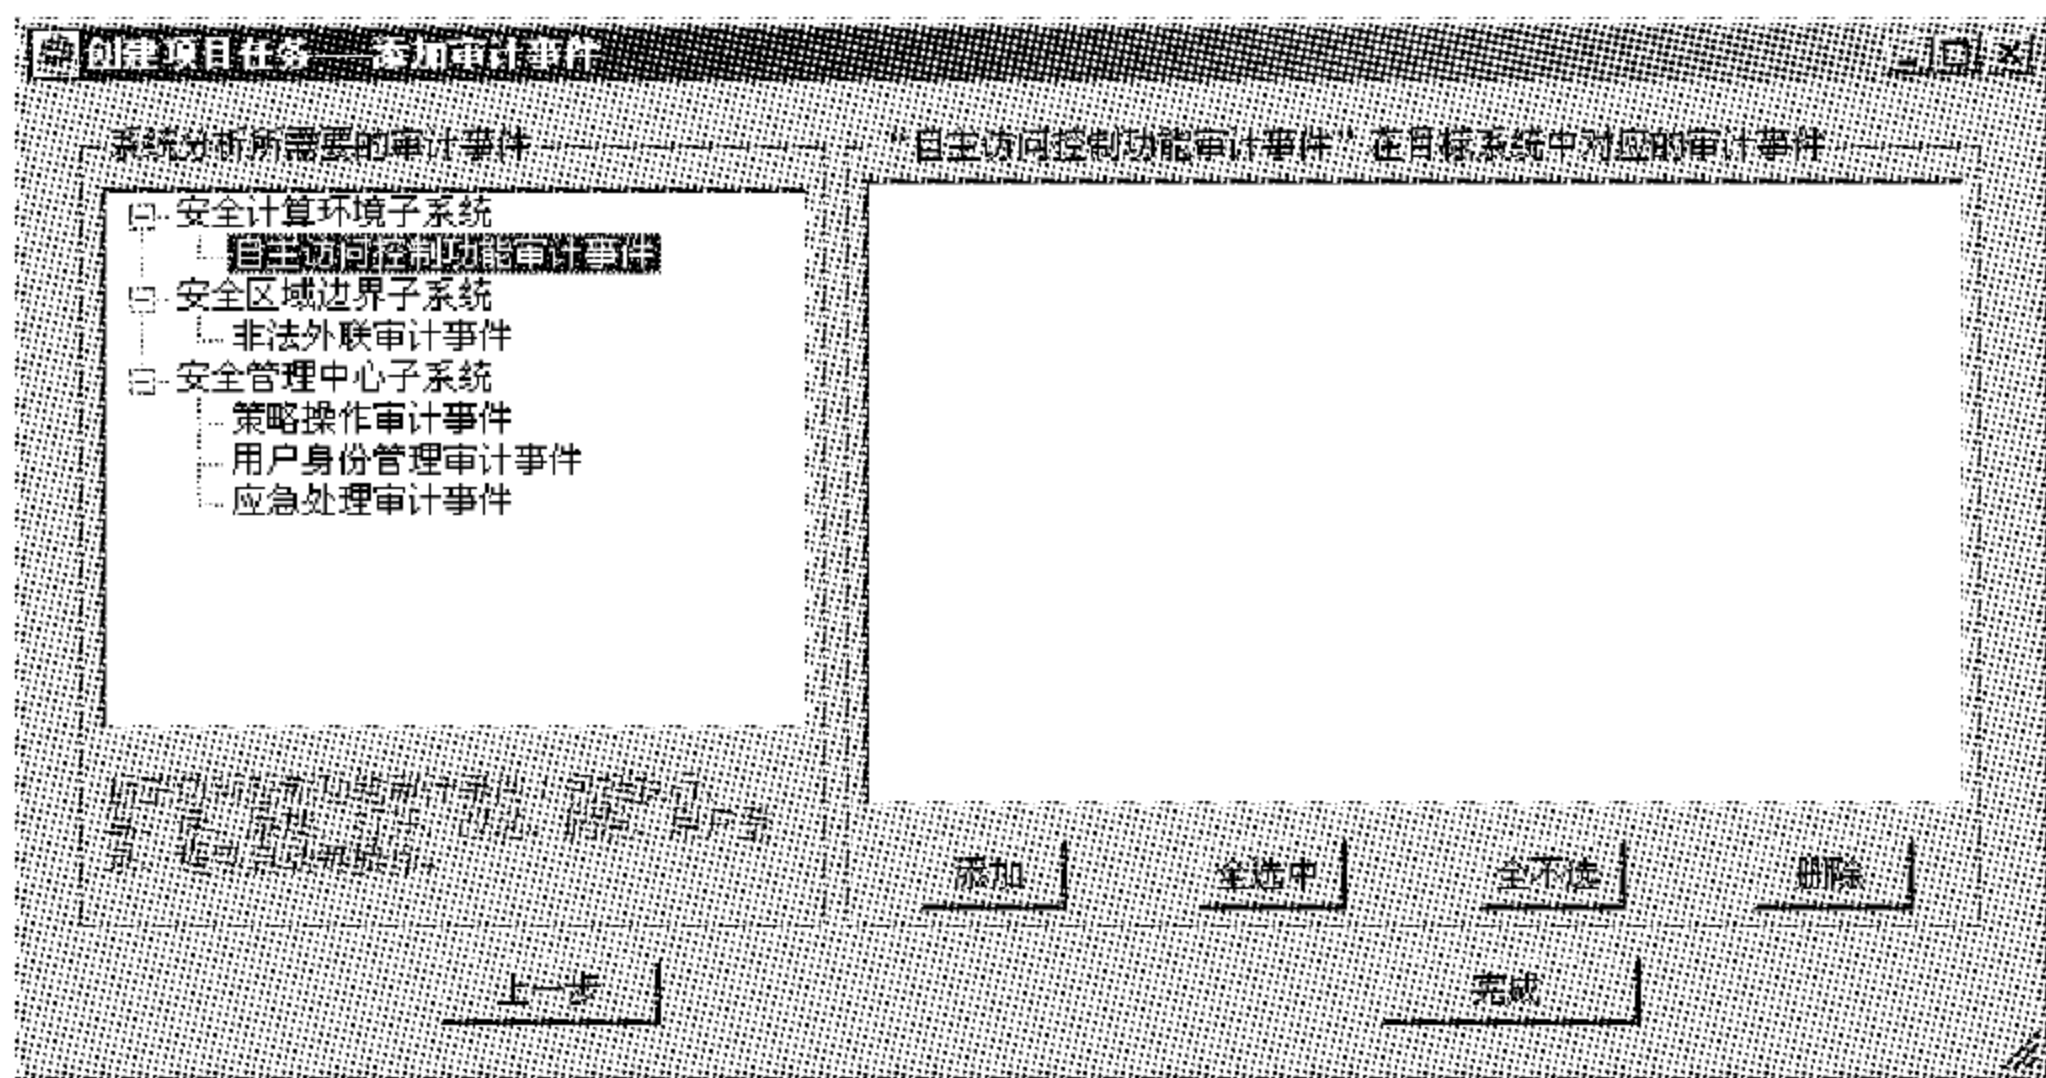 创建项目任务——添加审计事件
系统分析所需要的审计事件
安全计算环境子系统
自主访问控制功能审计事件
安全区域边界子系统
非法外联审计事件
安全管理中心子系统
策略操作审计事件
用户身份管理审计事件
应急处理审计事件
“自主访问控制功能审计事件”在目标系统中对应的审计事件
添加 全选中 全不选 删除
上一步 完成